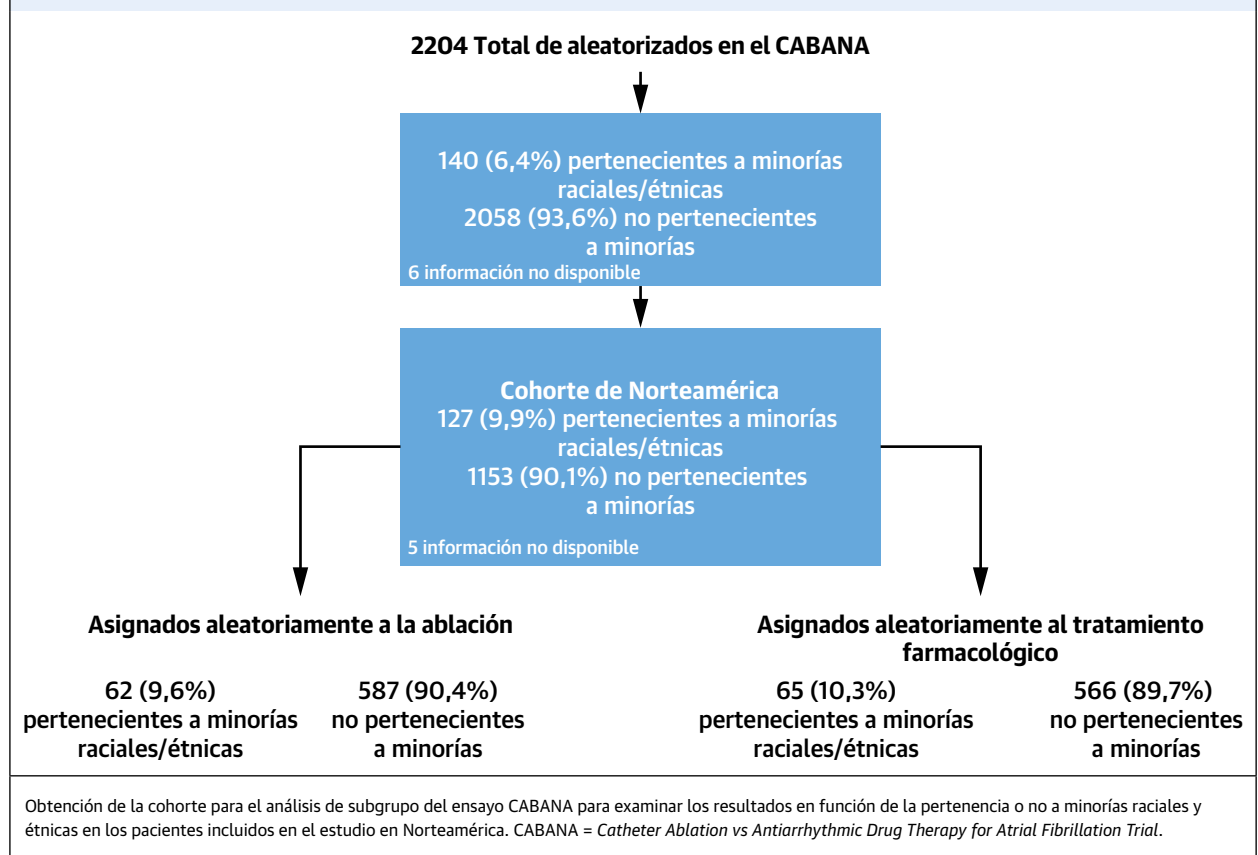 2204 Total de aleatorizados en el CABANA
140 (6,4%) pertenecientes a minorías
raciales/étnicas
2058 (93,6%) no pertenecientes
a minorías
6 información no disponible
Cohorte de Norteamérica
127 (9,9%) pertenecientes a minorías
raciales/étnicas
1153 (90,1%) no pertenecientes
a minorías
5 información no disponible
Asignados aleatoriamente a la ablación
62 (9,6%)
pertenecientes a minorías
raciales/étnicas
587 (90,4%)
no pertenecientes
a minorías
Asignados aleatoriamente al tratamiento
farmacológico
65 (10,3%)
pertenecientes a minorías
raciales/étnicas
566 (89,7%)
no pertenecientes
a minorías
Obtención de la cohorte para el análisis de subgrupo del ensayo CABANA para examinar los resultados en función de la pertenencia o no a minorías raciales y
étnicas en los pacientes incluidos en el estudio en Norteamérica. CABANA = Catheter Ablation vs Antiarrhythmic Drug Therapy for Atrial Fibrillation Trial.